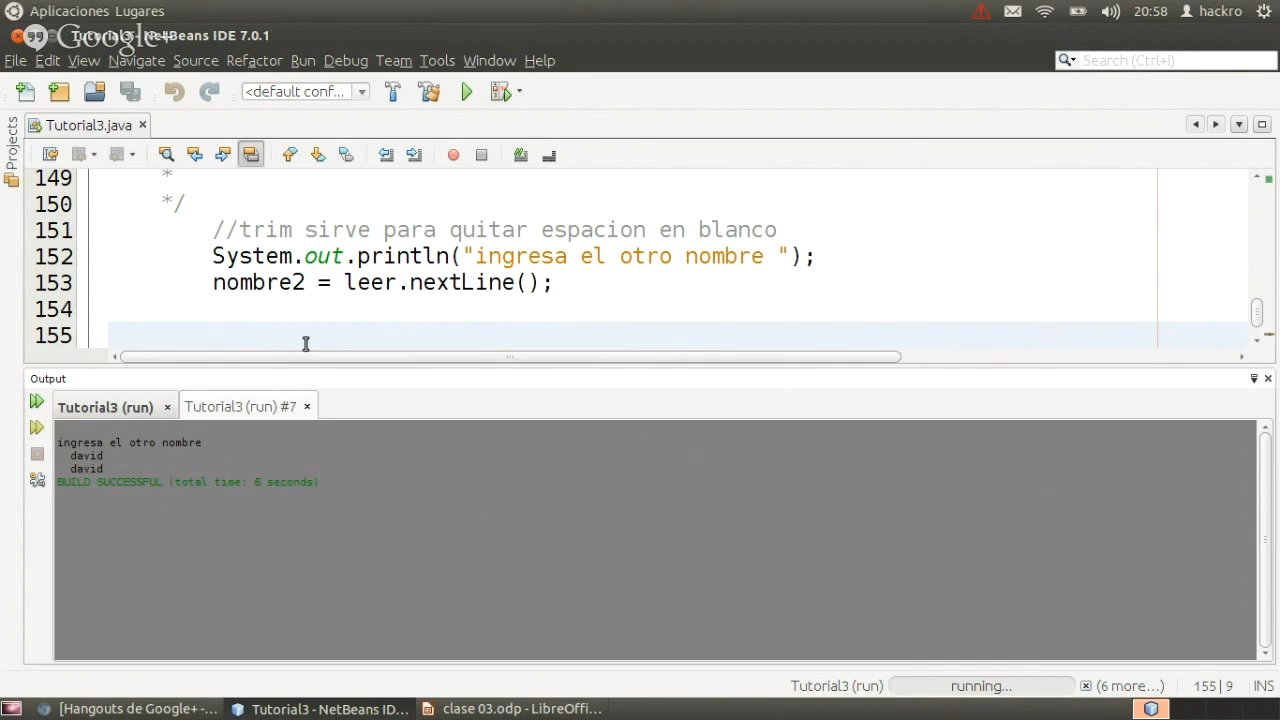 Aplicaciones Lugares
20:58 hackro
Google+
Tutorial3 - NetBeans IDE 7.0.1
File Edit View Navigate Source Refactor Run Debug Team Tools Window Help
Search (Ctrl+I)
<default conf...
Projects
Tutorial3.java
149 *
150 */
151 //trim sirve para quitar espacion en blanco
152 System.out.println("ingresa el otro nombre ");
153 nombre2 = leer.nextLine();
154
155
Output
Tutorial3 (run) Tutorial3 (run) #7
ingresa el otro nombre
david
david
BUILD SUCCESSFUL (total time: 6 seconds)
Tutorial3 (run) running... (6 more...) 155|9 INS
[Hangouts de Google+ -... Tutorial3 - NetBeans ID... clase 03.odp - LibreOffi...